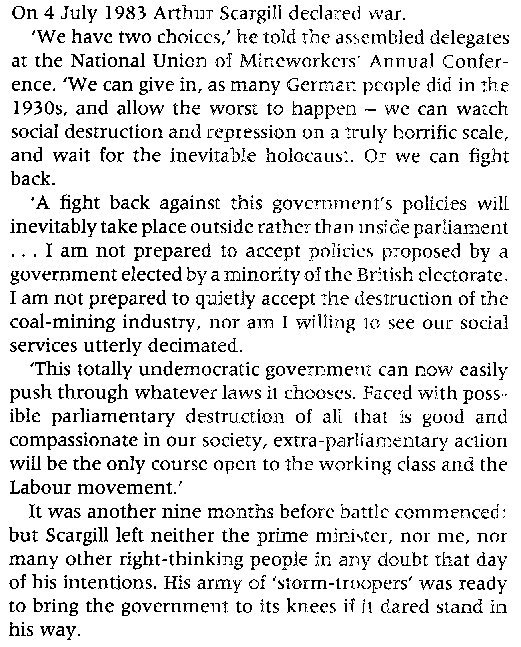 On 4 July 1983 Arthur Scargill declared war.
'We have two choices,' he told the assembled delegates
at the National Union of Mineworkers' Annual Confer-
ence. 'We can give in, as many German people did in the
1930s, and allow the worst to happen – we can watch
social destruction and repression on a truly horrific scale,
and wait for the inevitable holocaust. Or we can fight
back.
'A fight back against this government's policies will
inevitably take place outside rather than inside parliament
... I am not prepared to accept policies proposed by a
government elected by a minority of the British electorate.
I am not prepared to quietly accept the destruction of the
coal-mining industry, nor am I willing to see our social
services utterly decimated.
'This totally undemocratic government can now easily
push through whatever laws it chooses. Faced with poss-
ible parliamentary destruction of all that is good and
compassionate in our society, extra-parliamentary action
will be the only course open to the working class and the
Labour movement.'
It was another nine months before battle commenced:
but Scargill left neither the prime minister, nor me, nor
many other right-thinking people in any doubt that day
of his intentions. His army of 'storm-troopers' was ready
to bring the government to its knees if it dared stand in
his way.